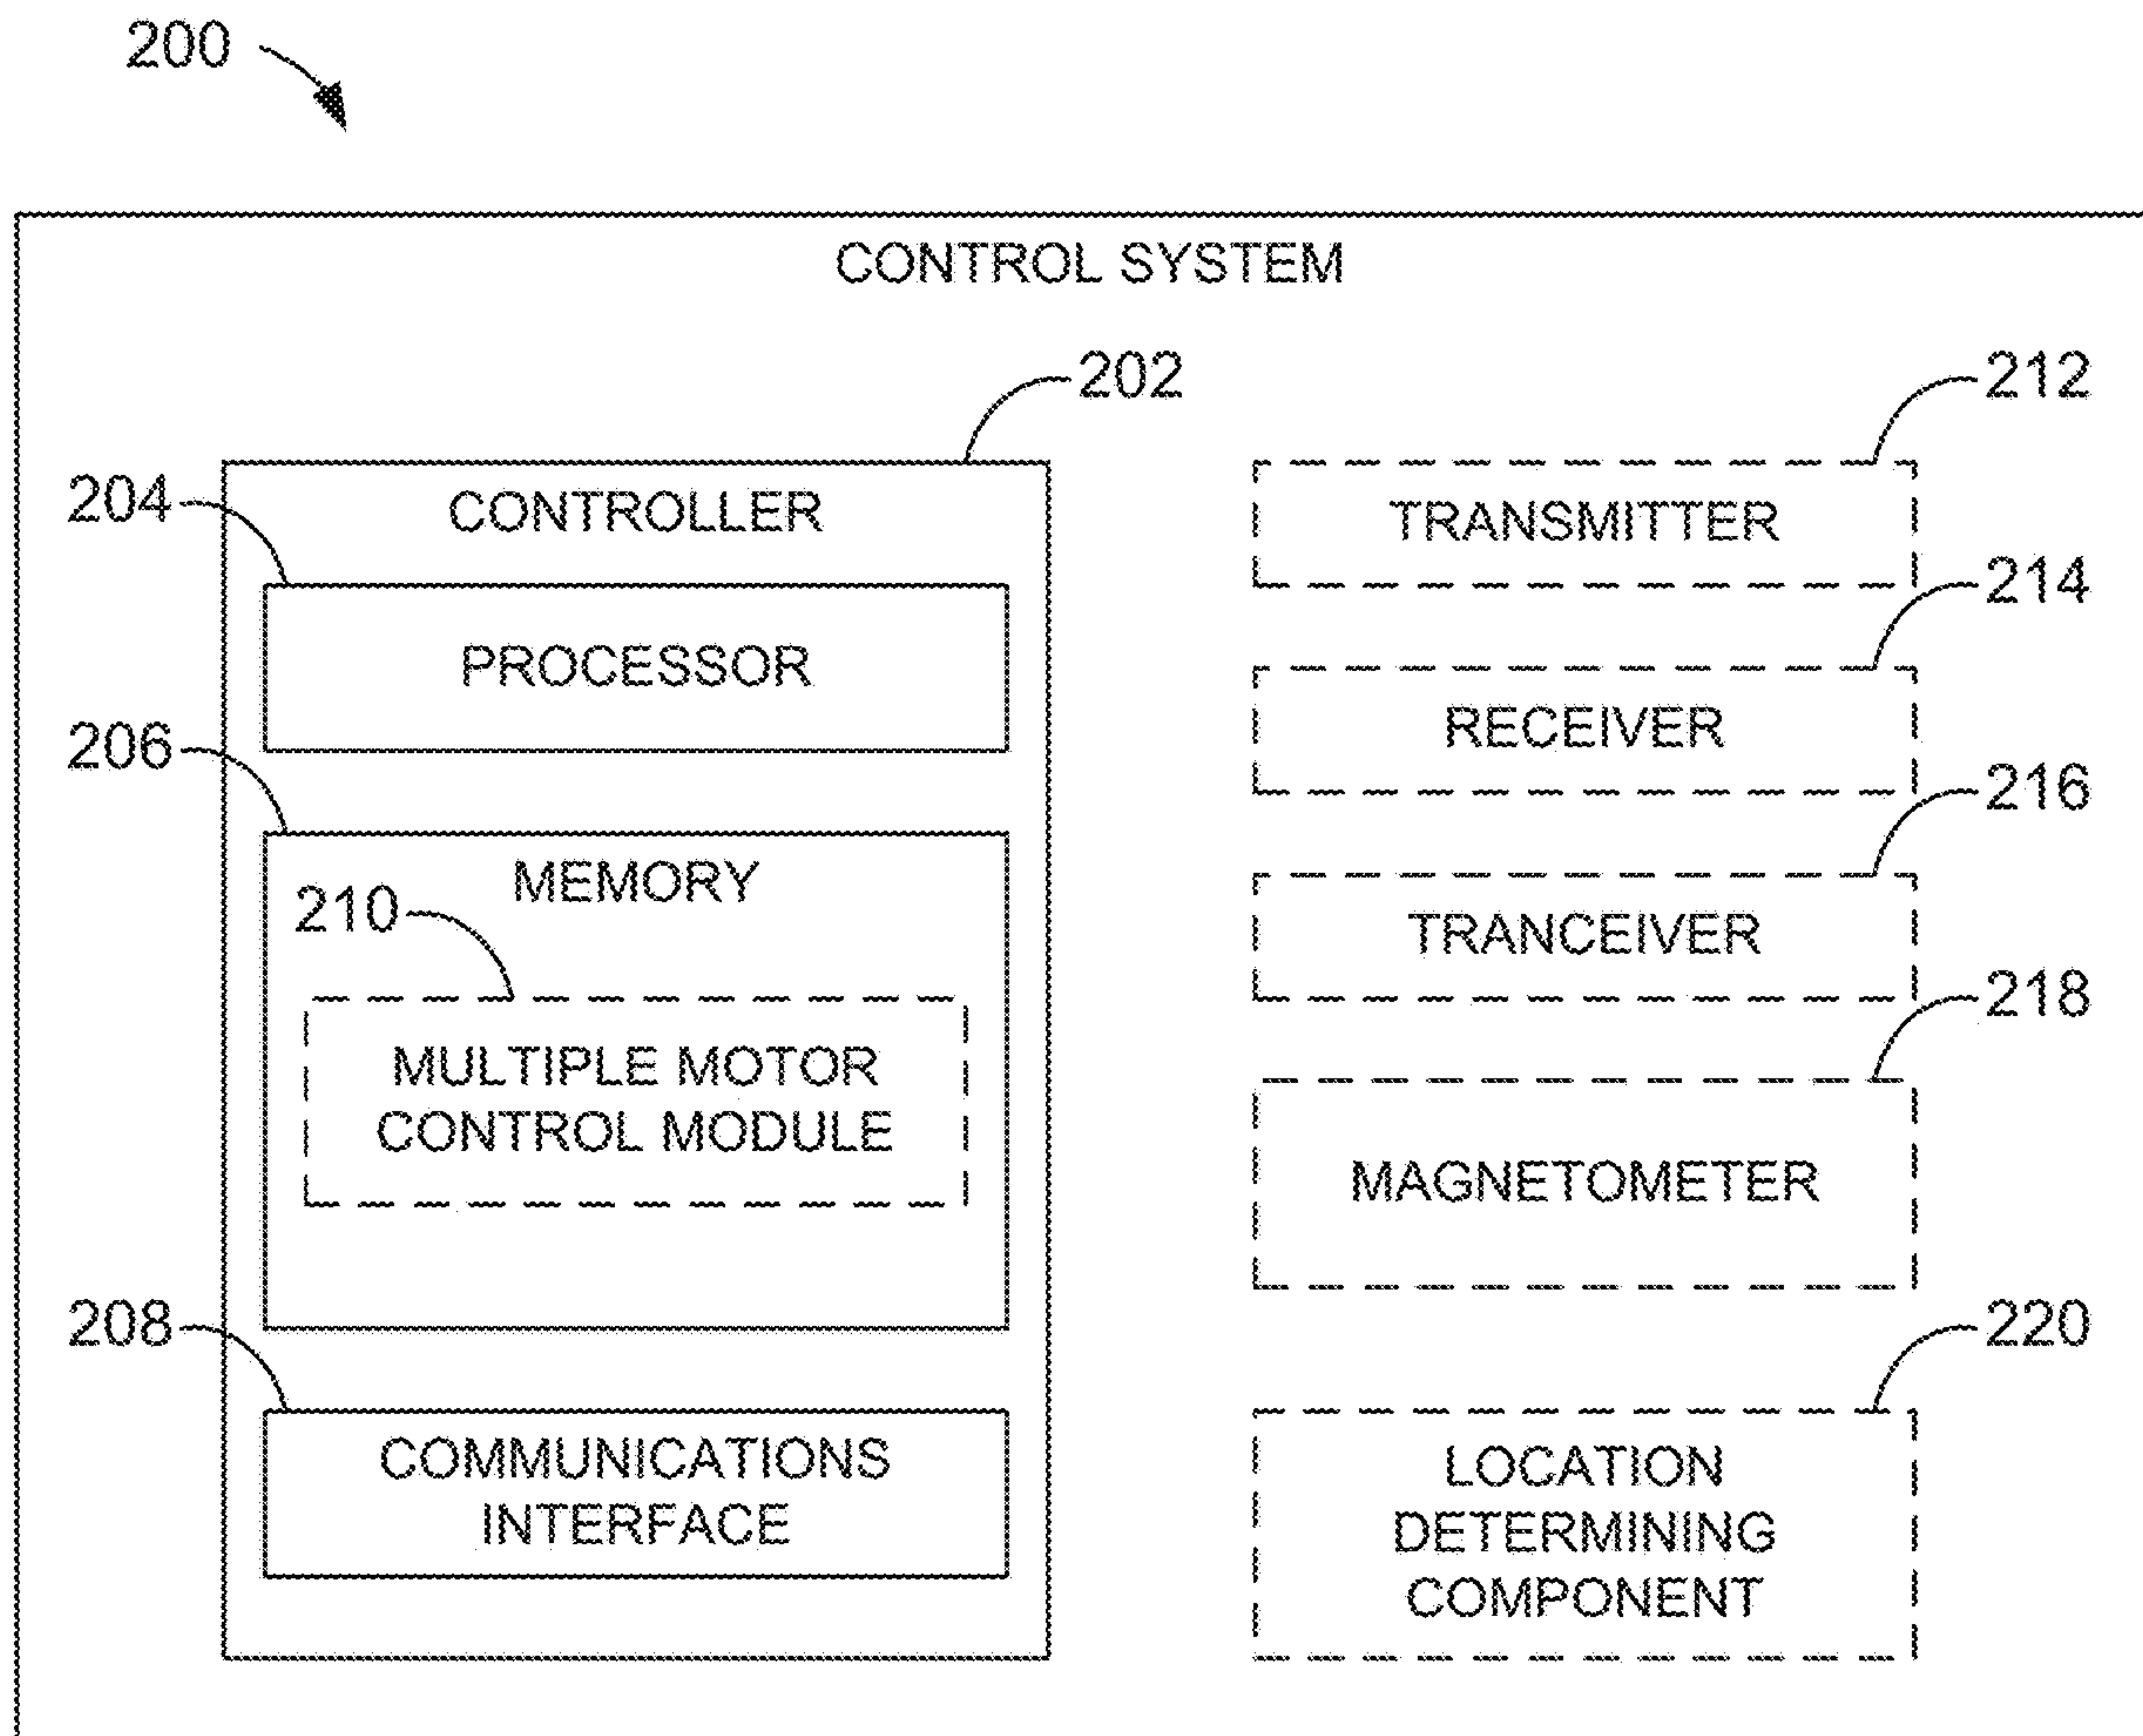 200
CONTROL SYSTEM
202
CONTROLLER
204
PROCESSOR
206
MEMORY
210
MULTIPLE MOTOR
CONTROL MODULE
208
COMMUNICATIONS
INTERFACE
212
TRANSMITTER
214
RECEIVER
216
TRANCEIVER
218
MAGNETOMETER
220
LOCATION
DETERMINING
COMPONENT